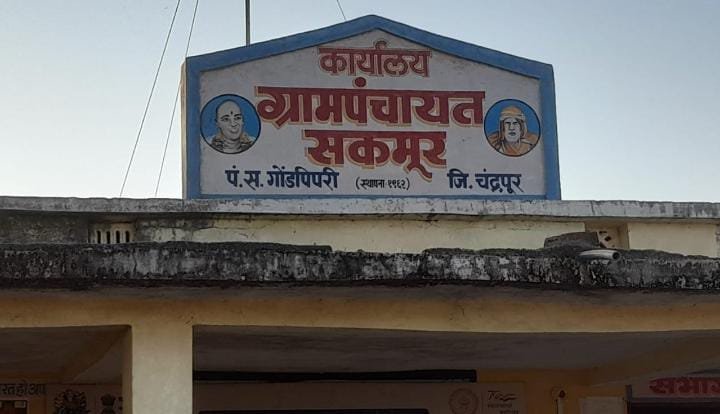 कार्यालय
ग्रामपंचायत
सकमूर
पं.स. गोंडपिपरी (स्थापना-१९६२) जि. चंद्रपूर